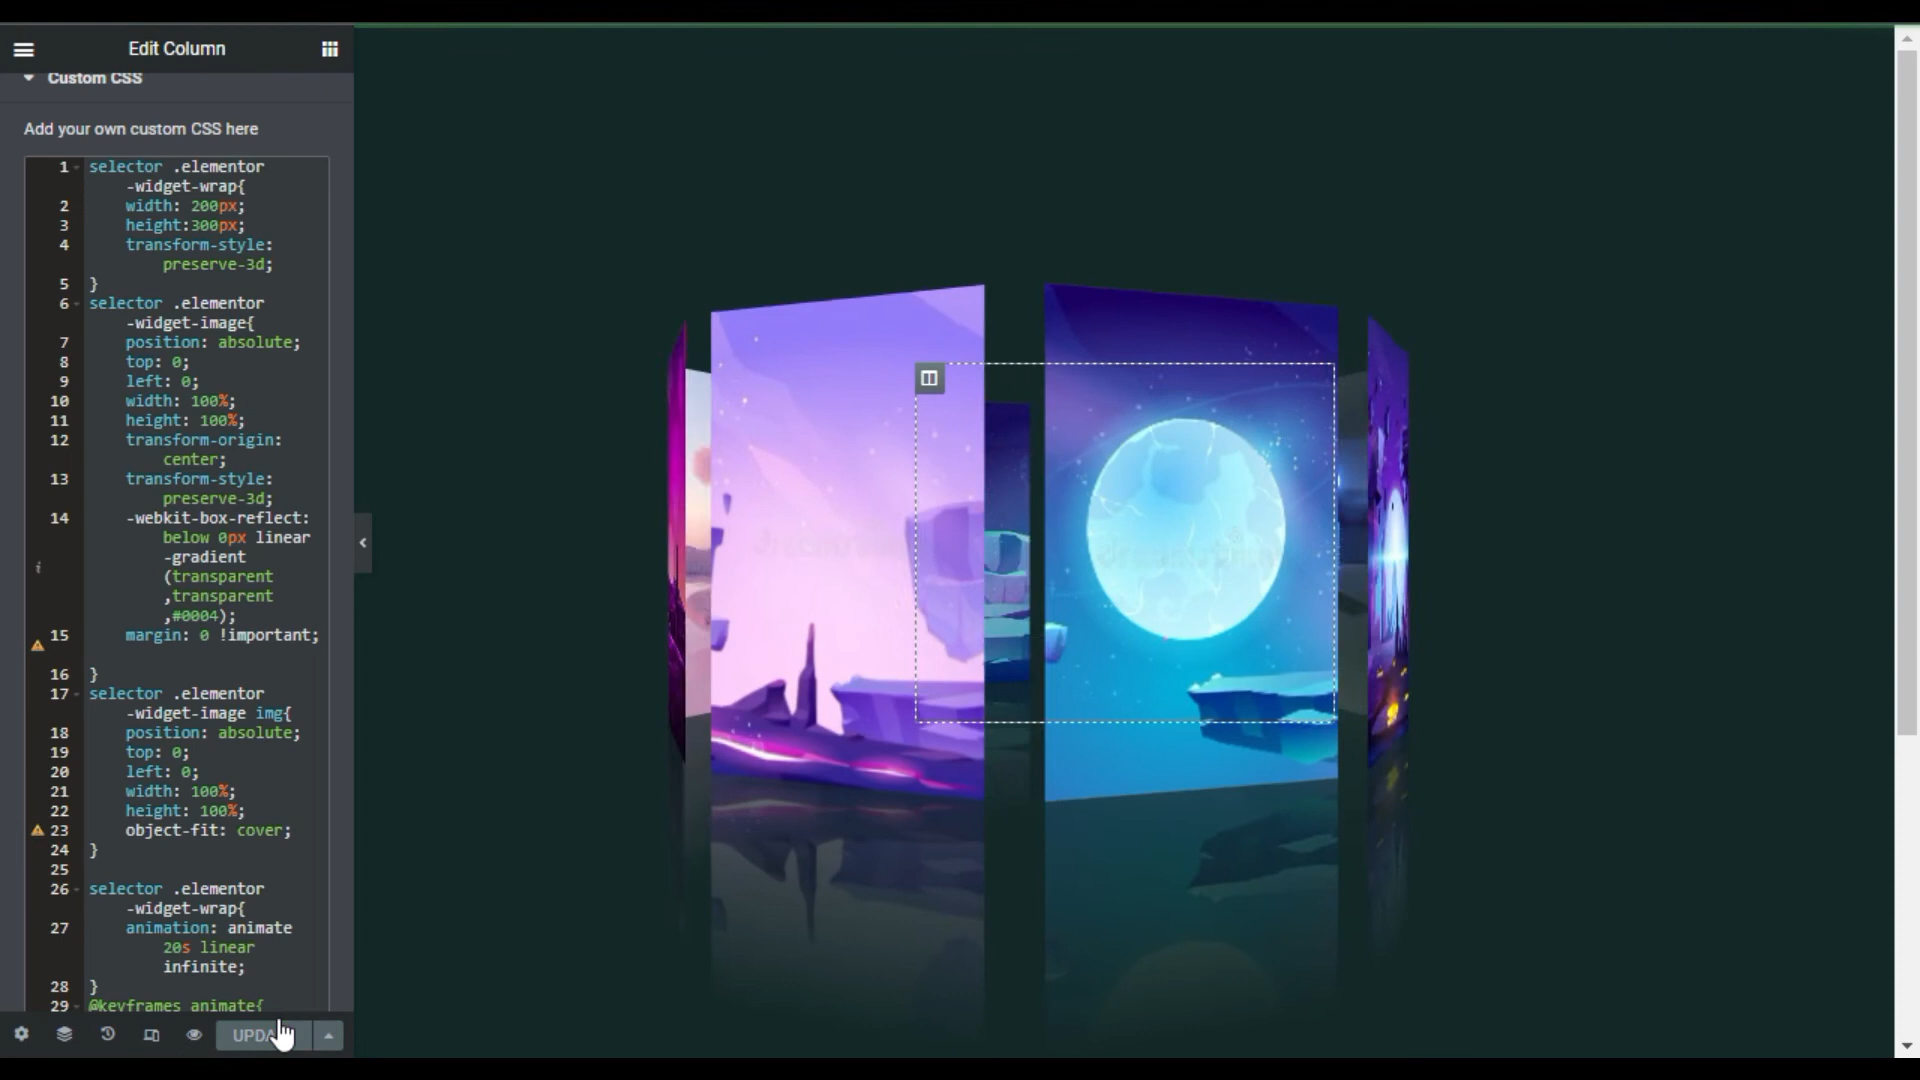 Edit Column
Custom CSS
Add your own custom CSS here
1 selector .elementor
-widget-wrap{
2 width: 200px;
3 height:300px;
4 transform-style:
preserve-3d;
5 }
6 selector .elementor
-widget-image{
7 position: absolute;
8 top: 0;
9 left: 0;
10 width: 100%;
11 height: 100%;
12 transform-origin:
center;
13 transform-style:
preserve-3d;
14 -webkit-box-reflect:
below 0px linear
-gradient
(transparent
,transparent
,#0004);
15 margin: 0 !important;
16 }
17 selector .elementor
-widget-image img{
18 position: absolute;
19 top: 0;
20 left: 0;
21 width: 100%;
22 height: 100%;
23 object-fit: cover;
24 }
25
26 selector .elementor
-widget-wrap{
27 animation: animate
20s linear
infinite;
28 }
29 @keyframes animate{